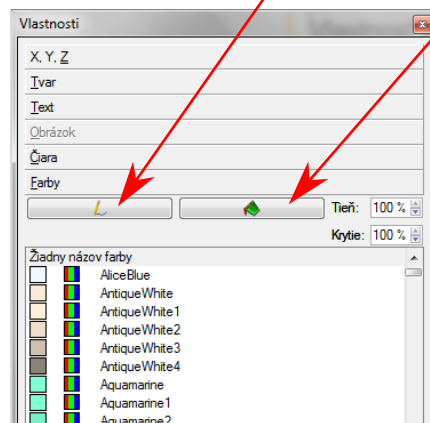 Vlastnosti
X, Y, Z
Tvar
Text
Obrázok
Čiara
Farby
Tieň: 100 %
Krytie: 100 %
Žiadny názov farby
AliceBlue
AntiqueWhite
AntiqueWhite1
AntiqueWhite2
AntiqueWhite3
AntiqueWhite4
Aquamarine
Aquamarine1
Aquamarine2